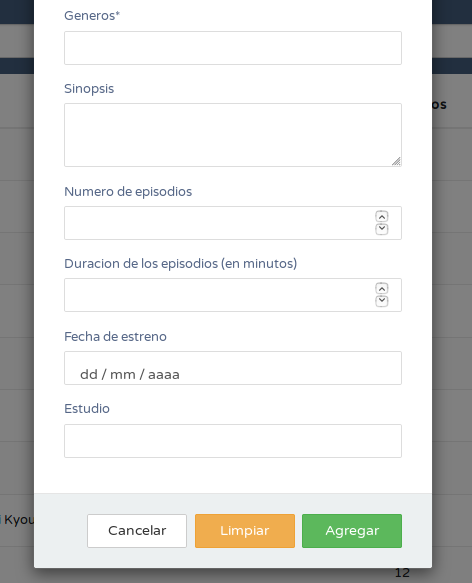 Generos*
os
Sinopsis
Numero de episodios
Duracion de los episodios (en minutos)
Fecha de estreno
dd / mm / aaaa
Estudio
i Kyou
Cancelar
Limpiar
Agregar
12